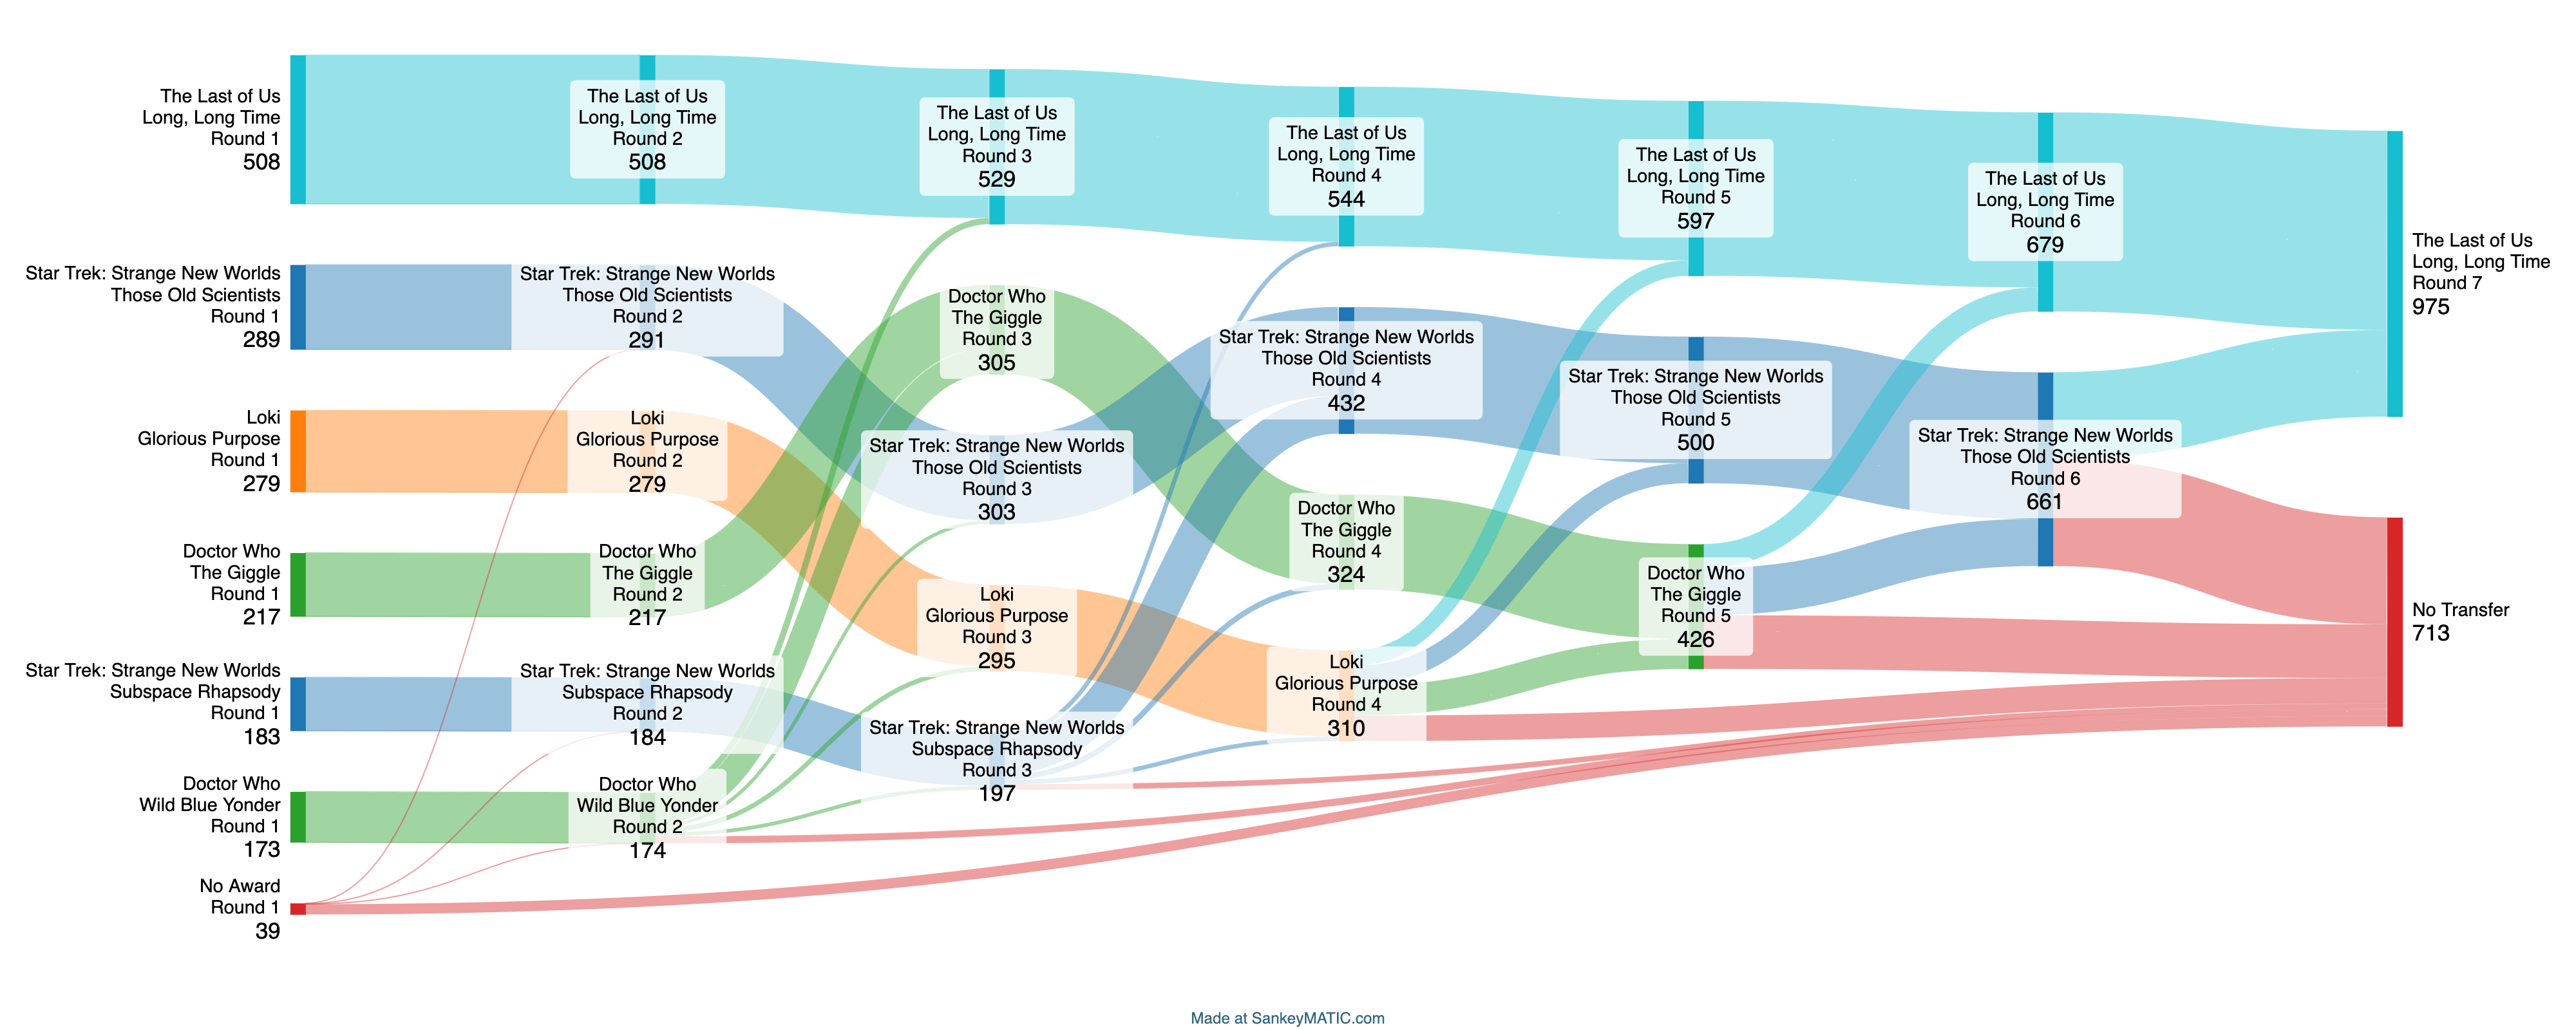 The Last of Us
Long, Long Time
Round 1
508
Star Trek: Strange New Worlds
Those Old Scientists
Round 1
289
Loki
Glorious Purpose
Round 1
279
Doctor Who
The Giggle
Round 1
217
Star Trek: Strange New Worlds
Subspace Rhapsody
Round 1
183
Doctor Who
Wild Blue Yonder
Round 1
173
No Award
Round 1
39
The Last of Us
Long, Long Time
Round 2
508
Star Trek: Strange New Worlds
Those Old Scientists
Round 2
291
Loki
Glorious Purpose
Round 2
279
Doctor Who
The Giggle
Round 2
217
Star Trek: Strange New Worlds
Subspace Rhapsody
Round 2
184
Doctor Who
Wild Blue Yonder
Round 2
174
The Last of Us
Long, Long Time
Round 3
529
Doctor Who
The Giggle
Round 3
305
Star Trek: Strange New Worlds
Those Old Scientists
Round 3
303
Loki
Glorious Purpose
Round 3
295
Star Trek: Strange New Worlds
Subspace Rhapsody
Round 3
197
The Last of Us
Long, Long Time
Round 4
544
Star Trek: Strange New Worlds
Those Old Scientists
Round 4
432
Doctor Who
The Giggle
Round 4
324
Loki
Glorious Purpose
Round 4
310
The Last of Us
Long, Long Time
Round 5
597
Star Trek: Strange New Worlds
Those Old Scientists
Round 5
500
Doctor Who
The Giggle
Round 5
426
The Last of Us
Long, Long Time
Round 6
679
Star Trek: Strange New Worlds
Those Old Scientists
Round 6
661
The Last of Us
Long, Long Time
Round 7
975
No Transfer
713
Made at SankeyMATIC.com